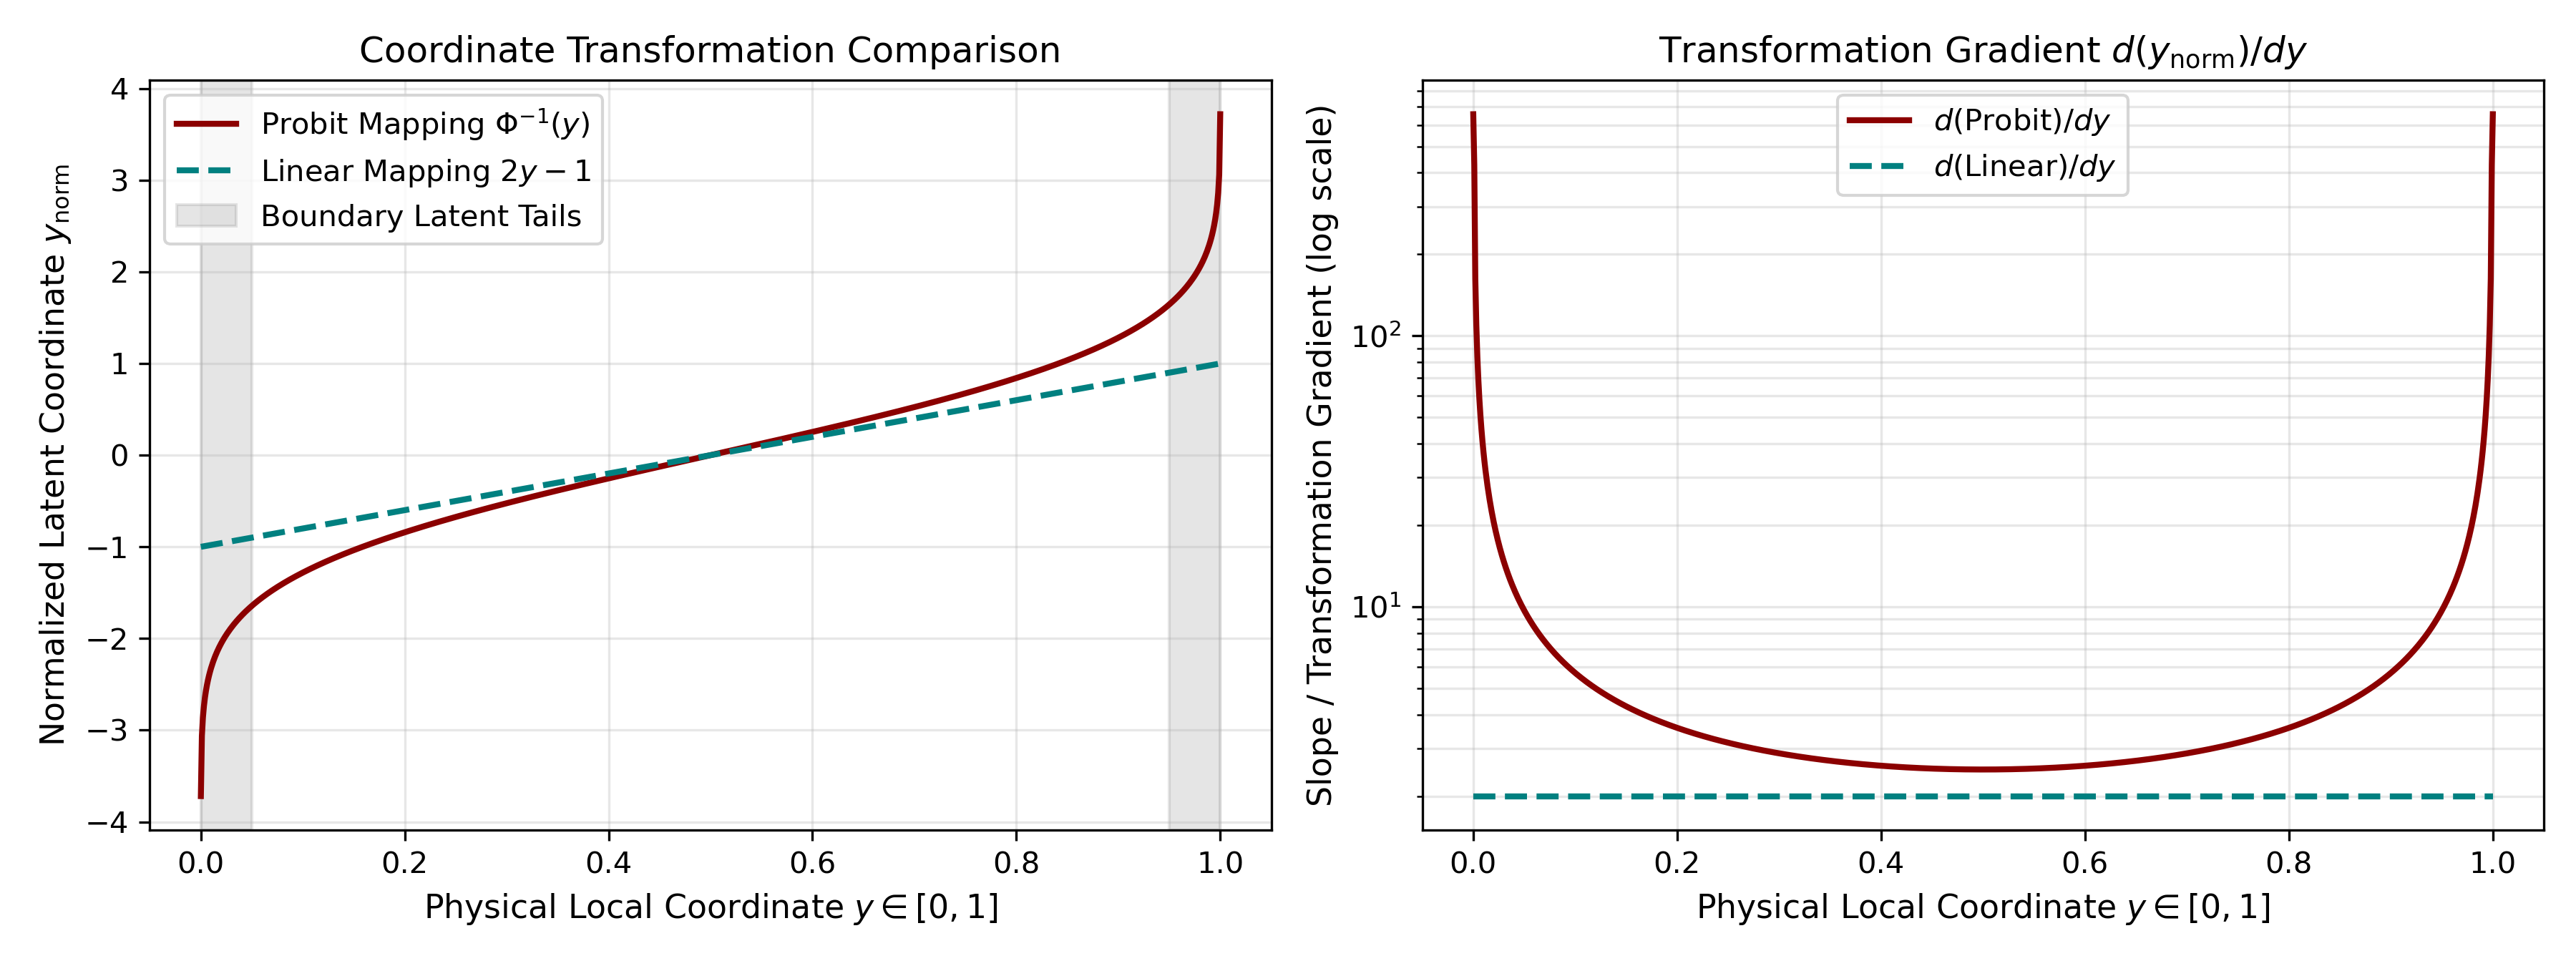 Coordinate Transformation Comparison
Normalized Latent Coordinate y_norm
4
3
2
1
0
−1
−2
−3
−4
Probit Mapping Φ⁻¹(y)
Linear Mapping 2y − 1
Boundary Latent Tails
0.0 0.2 0.4 0.6 0.8 1.0
Physical Local Coordinate y ∈ [0, 1]
Transformation Gradient d(y_norm)/dy
Slope / Transformation Gradient (log scale)
10²
10¹
d(Probit)/dy
d(Linear)/dy
0.0 0.2 0.4 0.6 0.8 1.0
Physical Local Coordinate y ∈ [0, 1]